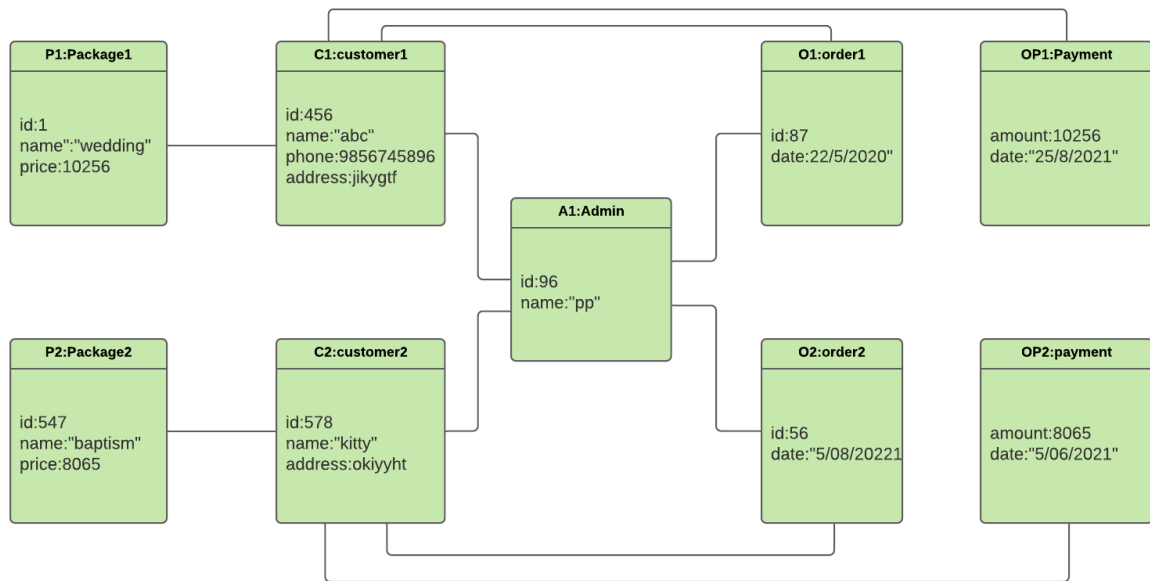 P1:Package1
id:1
name":"wedding"
price:10256
C1:customer1
id:456
name:"abc"
phone:9856745896
address:jikygtf
O1:order1
id:87
date:22/5/2020"
OP1:Payment
amount:10256
date:"25/8/2021"
A1:Admin
id:96
name:"pp"
P2:Package2
id:547
name:"baptism"
price:8065
C2:customer2
id:578
name:"kitty"
address:okiyyht
O2:order2
id:56
date:"5/08/20221
OP2:payment
amount:8065
date:"5/06/2021"